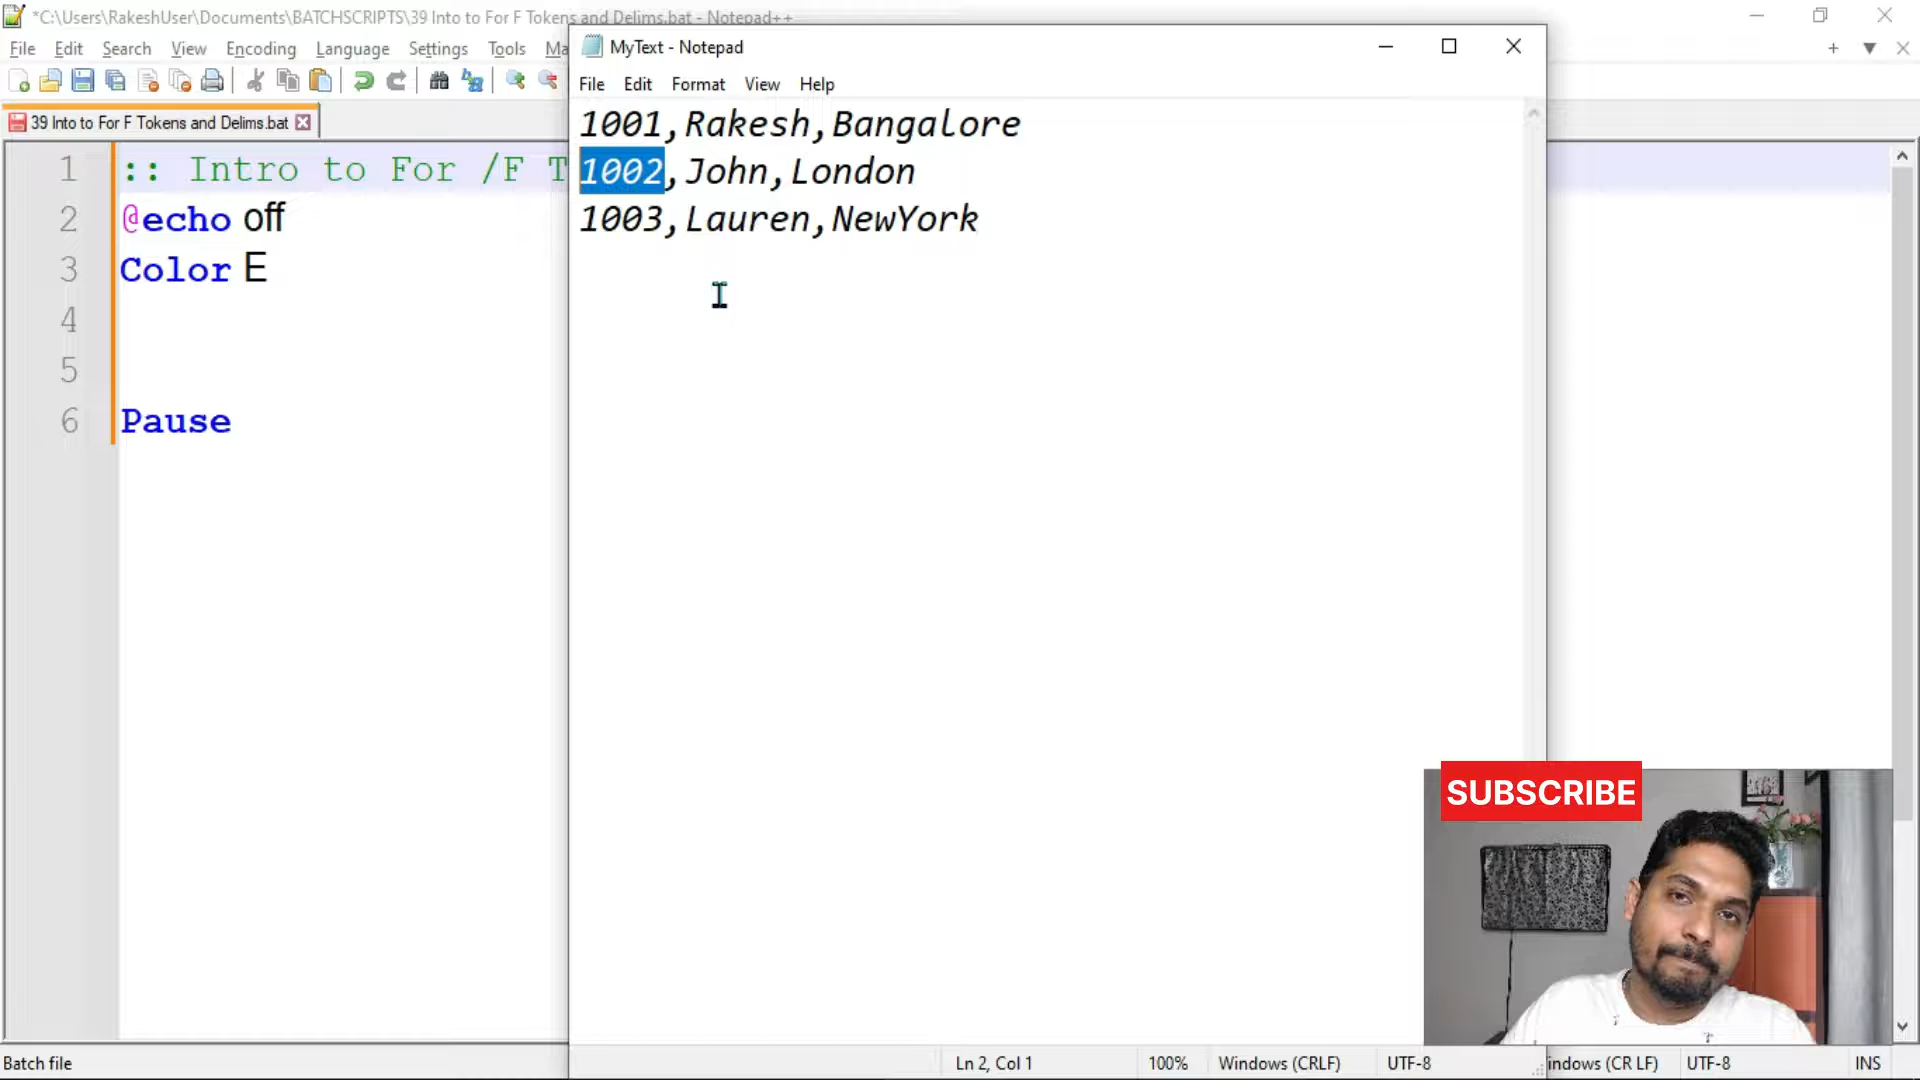 *C:\Users\RakeshUser\Documents\BATCHSCRIPTS\39 Into to For F Tokens and Delims.bat - Notepad++
File Edit Search View Encoding Language Settings Tools Ma
39 Into to For F Tokens and Delims.bat
1 :: Intro to For /F T
2 @echo off
3 Color E
4
5
6 Pause
MyText - Notepad
File Edit Format View Help
1001,Rakesh,Bangalore
1002,John,London
1003,Lauren,NewYork
SUBSCRIBE
Batch file
Ln 2, Col 1 100% Windows (CRLF) UTF-8
indows (CR LF) UTF-8 INS